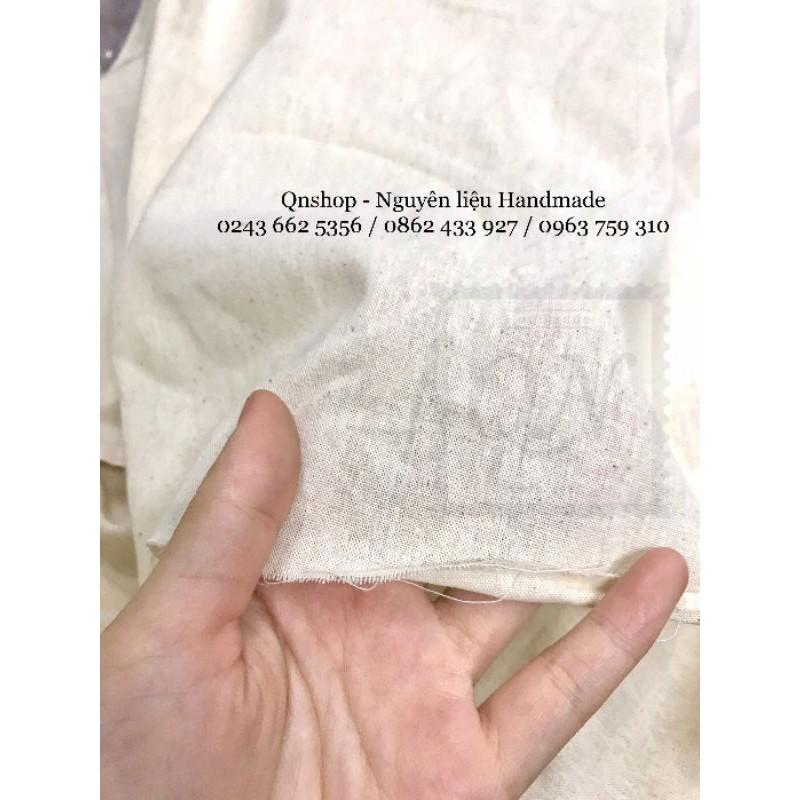 Qnshop - Nguyên liệu Handmade
0243 662 5356 / 0862 433 927 / 0963 759 310